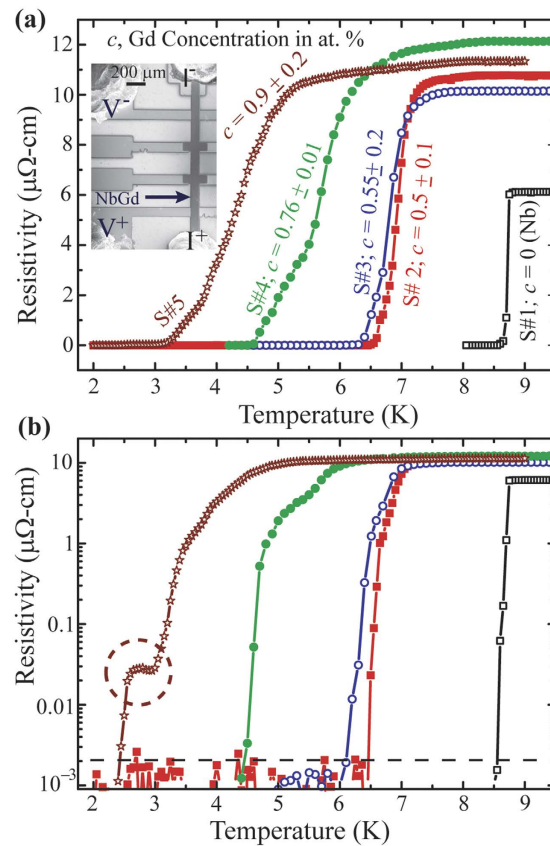 (a)
c, Gd Concentration in at. %
200 μm
I⁻
V⁻
NbGd
V⁺
I⁺
c = 0.9 ± 0.2
S#5
S#4; c = 0.76 ± 0.01
S#3; c = 0.55± 0.2
S# 2; c = 0.5 ± 0.1
S#1; c = 0 (Nb)
12
10
8
6
4
2
0
Resistivity (μΩ-cm)
2 3 4 5 6 7 8 9
Temperature (K)
(b)
10
1
0.1
0.01
10⁻³
Resistivity (μΩ-cm)
2 3 4 5 6 7 8 9
Temperature (K)